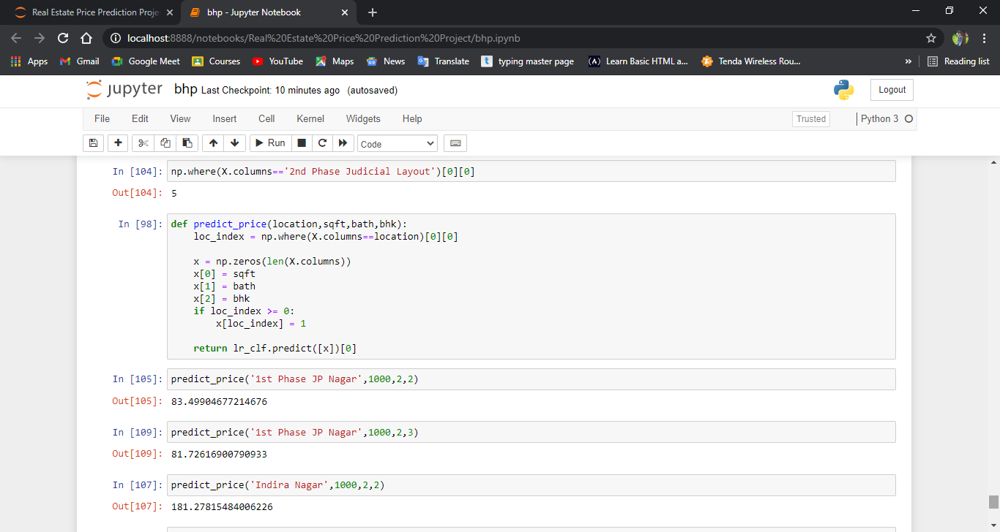 Real Estate Price Prediction Proje
bhp - Jupyter Notebook
localhost:8888/notebooks/Real%20Estate%20Price%20Prediction%20Project/bhp.ipynb
Apps Gmail Google Meet Courses YouTube Maps News Translate typing master page Learn Basic HTML a... Tenda Wireless Rou... » Reading list
jupyter bhp Last Checkpoint: 10 minutes ago (autosaved) Logout
File Edit View Insert Cell Kernel Widgets Help Trusted Python 3
Run Code
In [104]: np.where(X.columns=='2nd Phase Judicial Layout')[0][0]
Out[104]: 5
In [98]: def predict_price(location,sqft,bath,bhk):
    loc_index = np.where(X.columns==location)[0][0]
    x = np.zeros(len(X.columns))
    x[0] = sqft
    x[1] = bath
    x[2] = bhk
    if loc_index >= 0:
        x[loc_index] = 1
    return lr_clf.predict([x])[0]
In [105]: predict_price('1st Phase JP Nagar',1000,2,2)
Out[105]: 83.49904677214676
In [109]: predict_price('1st Phase JP Nagar',1000,2,3)
Out[109]: 81.72616900790933
In [107]: predict_price('Indira Nagar',1000,2,2)
Out[107]: 181.27815484006226